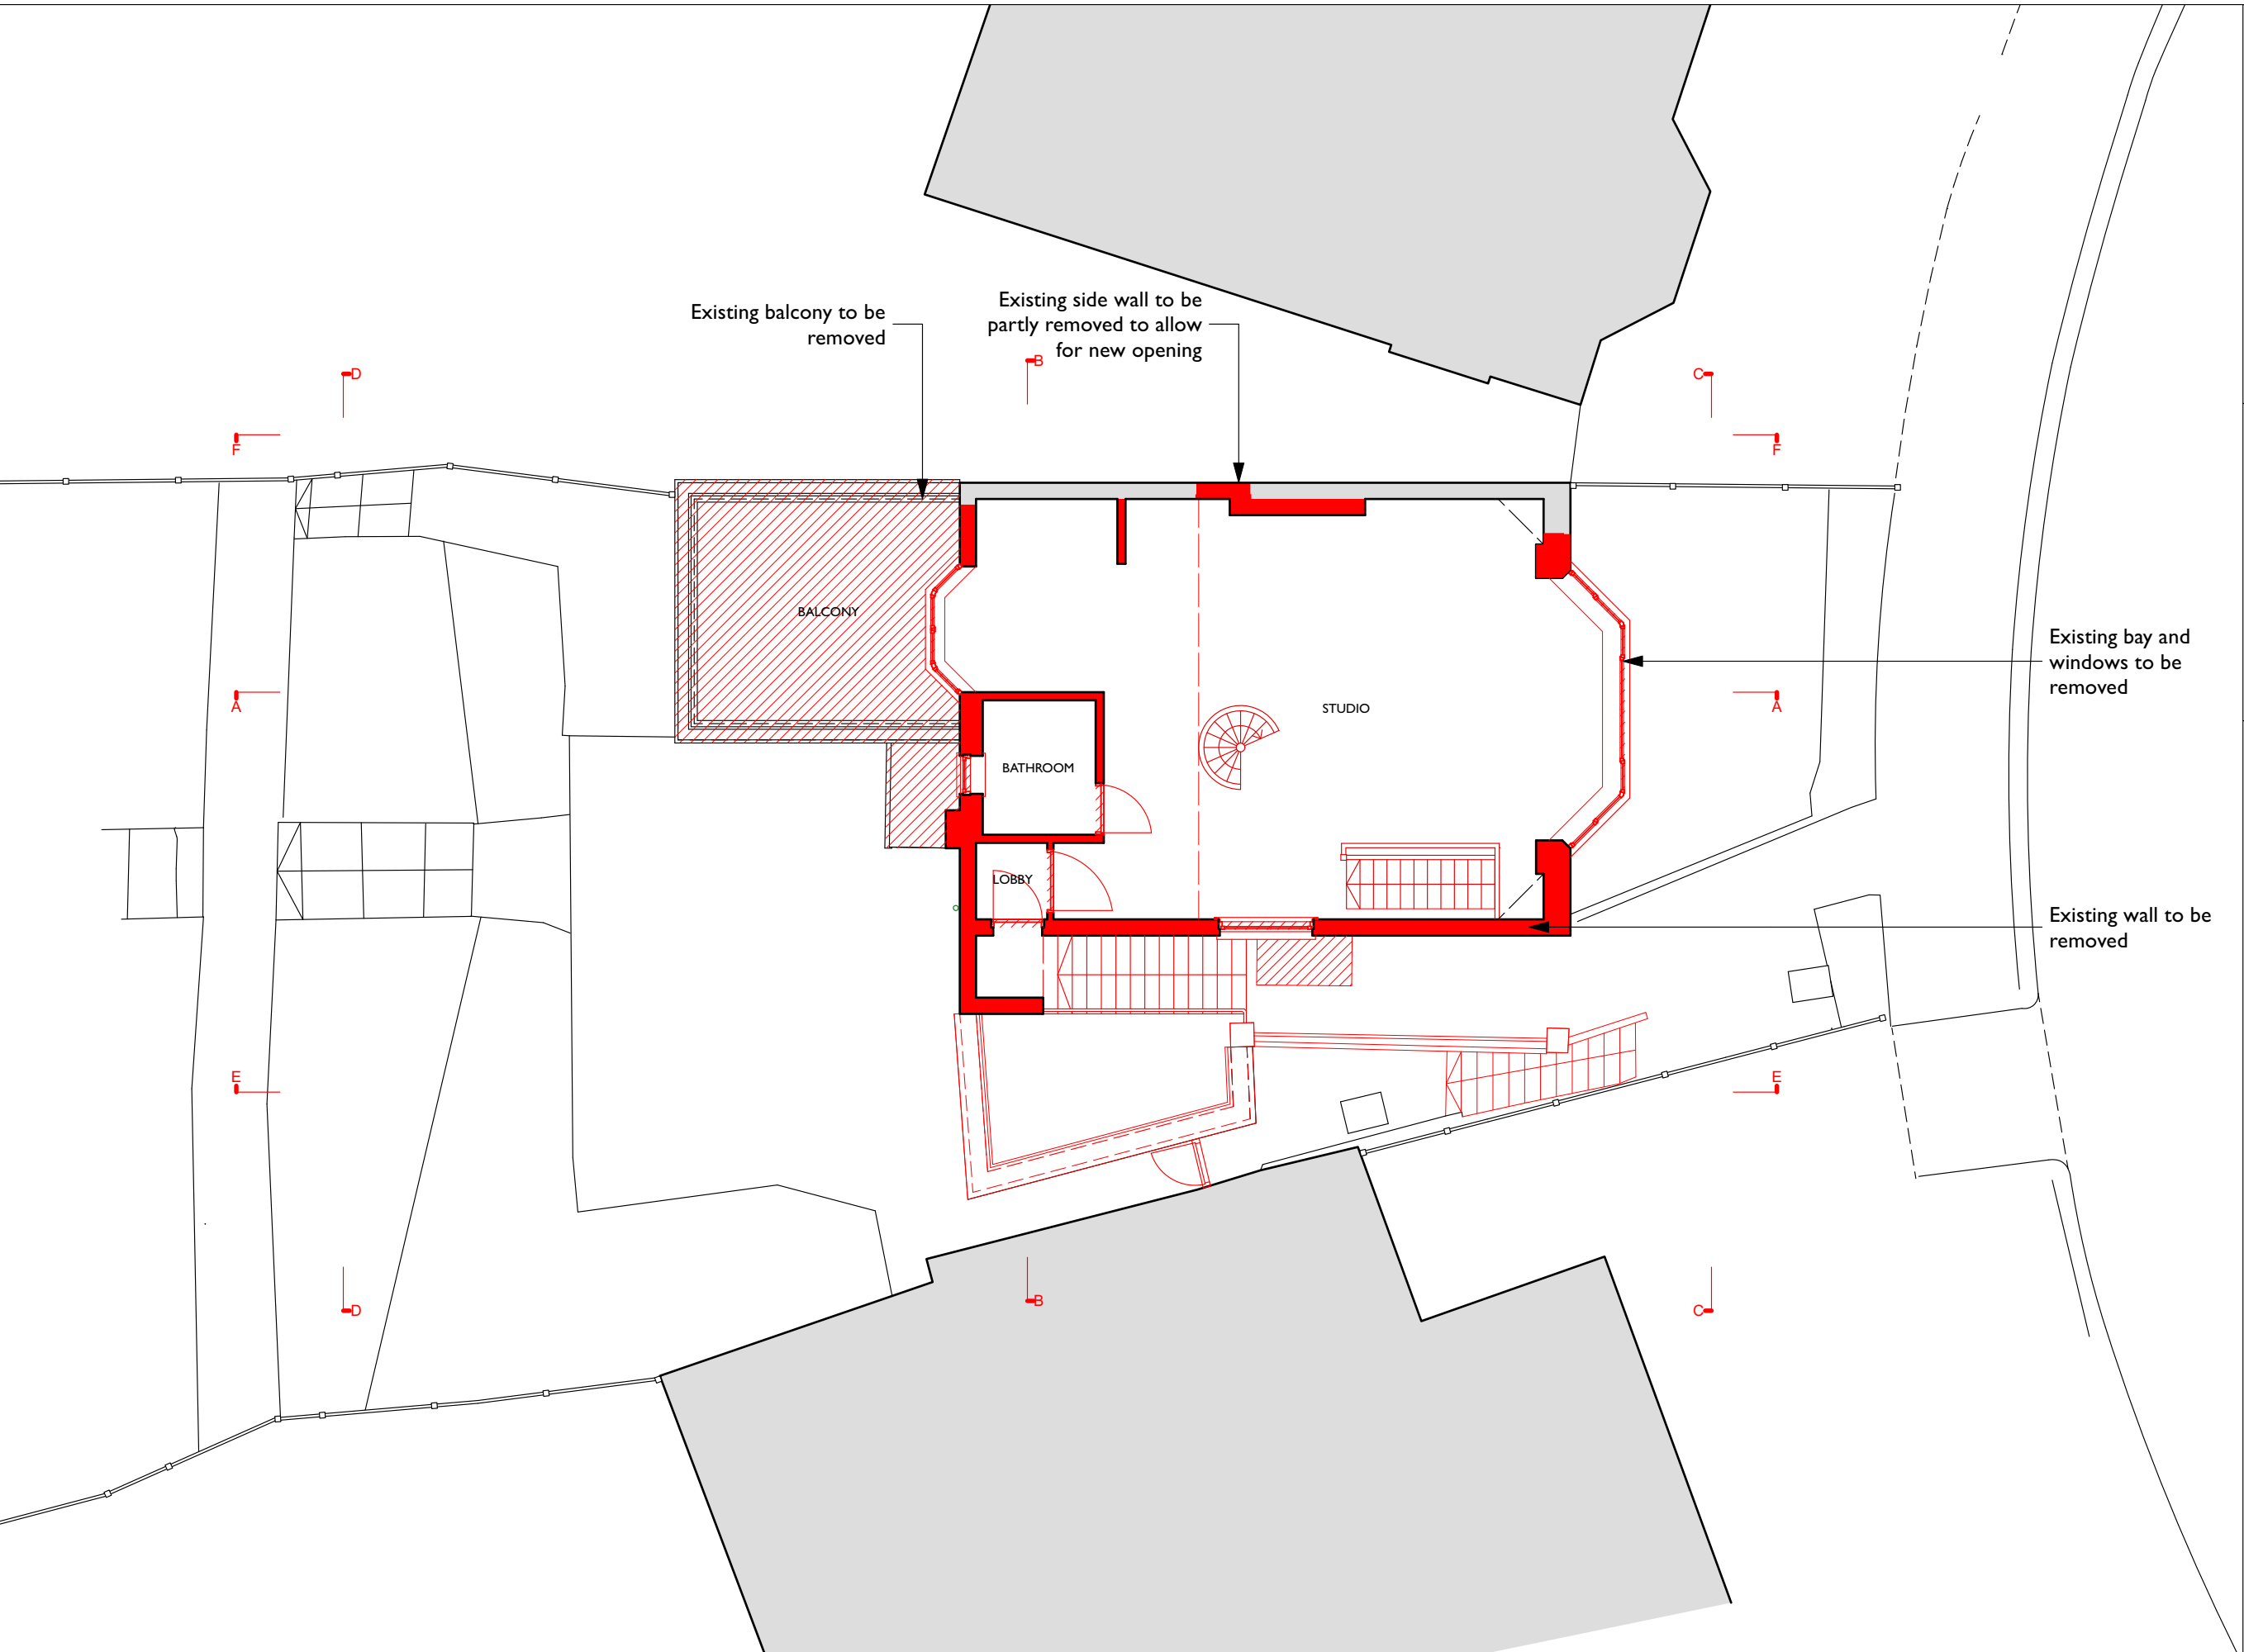 Existing side wall to be
partly removed to allow
for new opening
Existing balcony to be
removed
B
D
C
F
F
BALCONY
Existing bay and
windows to be
removed
A
STUDIO
A
BATHROOM
LOBBY
Existing wall to be
removed
E
E
B
D
C